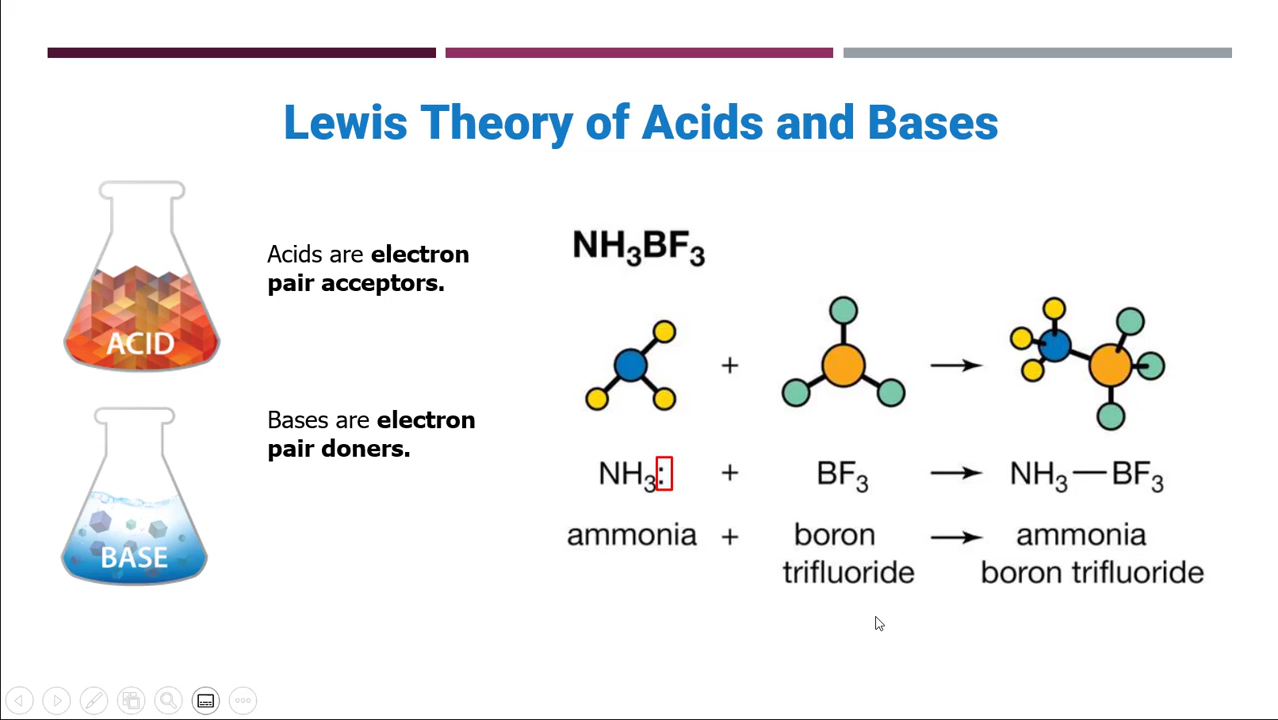 Lewis Theory of Acids and Bases
ACID
Acids are electron
pair acceptors.
BASE
Bases are electron
pair doners.
NH₃BF₃
+
NH₃: + BF₃ → NH₃—BF₃
ammonia + boron → ammonia
trifluoride boron trifluoride